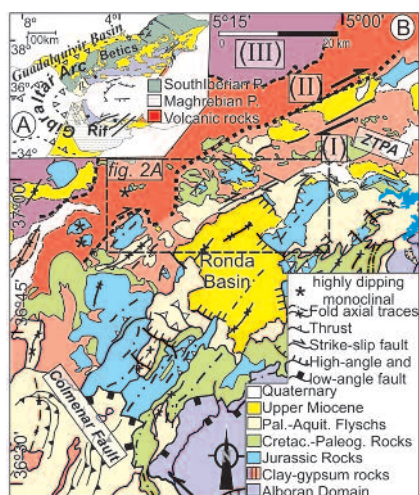 8°
4°
100km
Guadalquivir Basin
Betics
38°
36°
34°
Gibraltar Arc
Rif
A
SouthIberian P.
Maghrebian P.
Volcanic rocks
5°15'
5°00'
20 km
B
(III)
(II)
(I)
ZTPA
fig. 2A
37°00'
36°45'
36°30'
Ronda
Basin
Colmenar Fault
highly dipping
monoclinal
Fold axial traces
Thrust
Strike-slip fault
High-angle and
low-angle fault
Quaternary
Upper Miocene
Pal.-Aquit. Flyschs
Cretac.-Paleog. Rocks
Jurassic Rocks
Clay-gypsum rocks
Alboran Domain